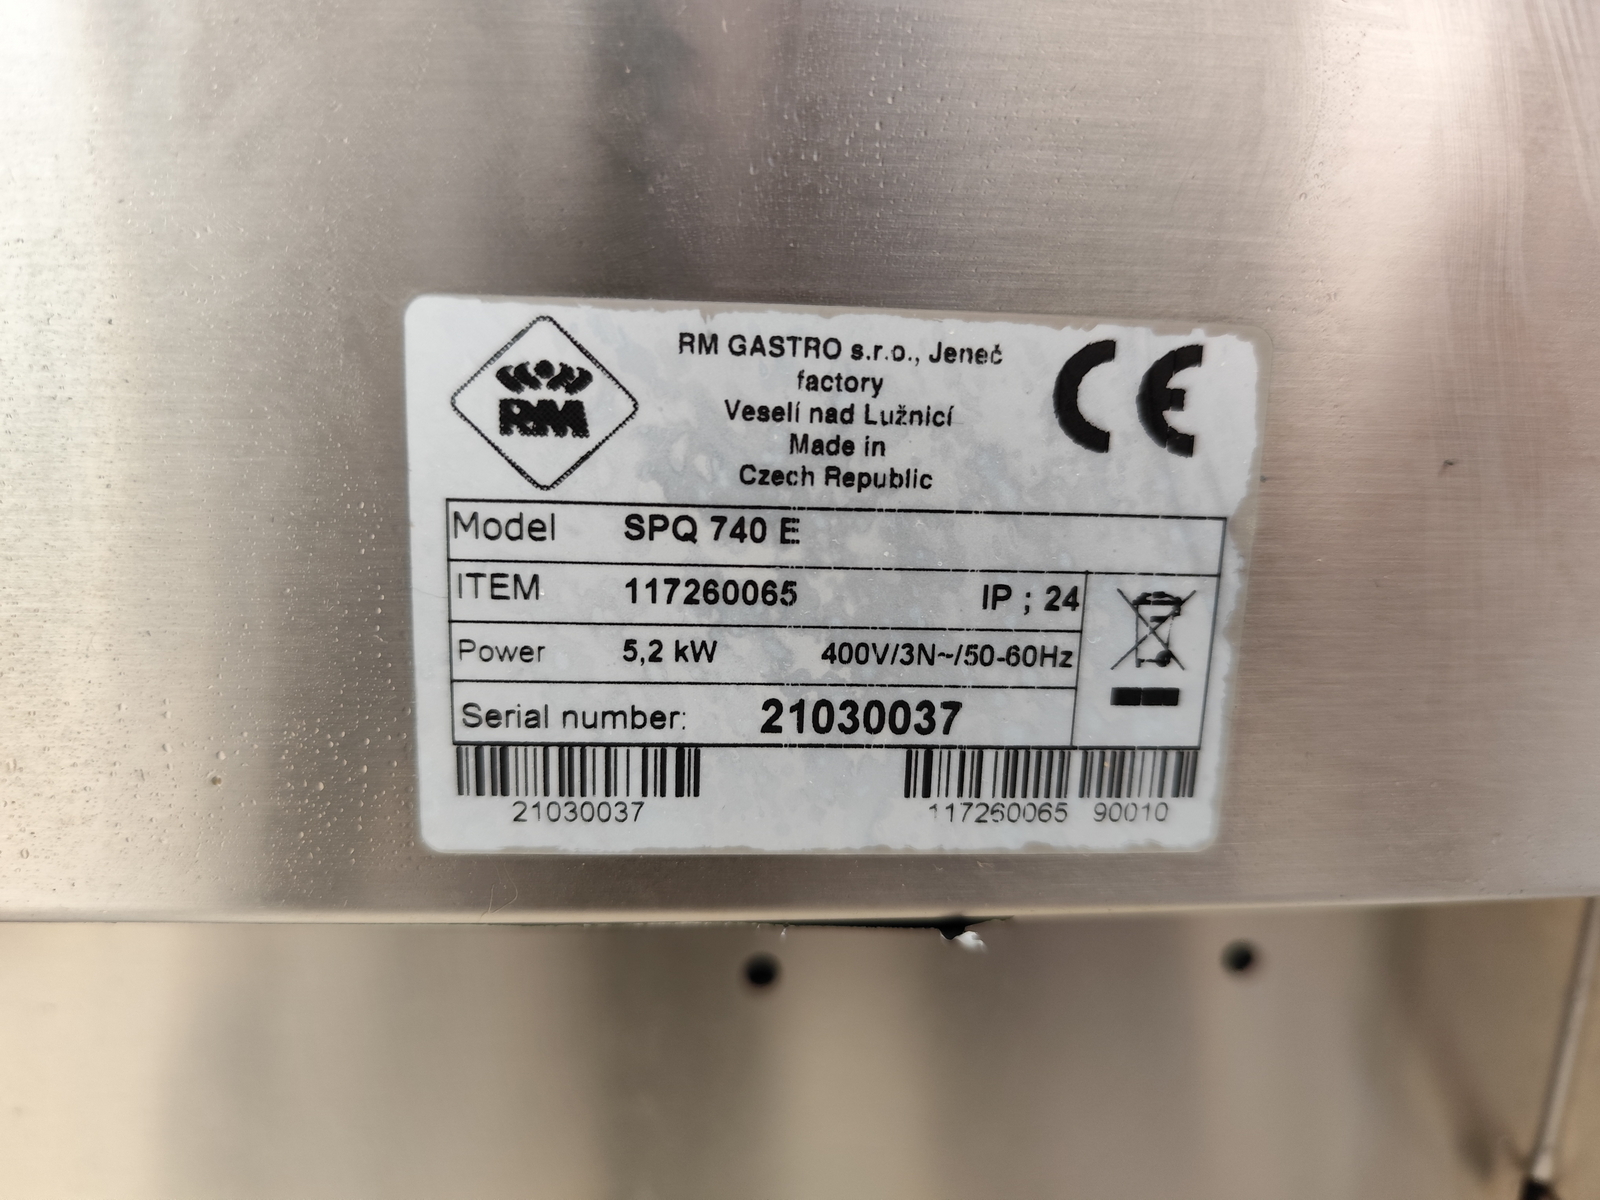 RM
RM GASTRO s.r.o., Jeneč
factory
Veselí nad Lužnicí
Made in
Czech Republic
CE
Model SPQ 740 E
ITEM 117260065 IP ; 24
Power 5,2 kW 400V/3N~/50-60Hz
Serial number: 21030037
21030037 117260065 90010